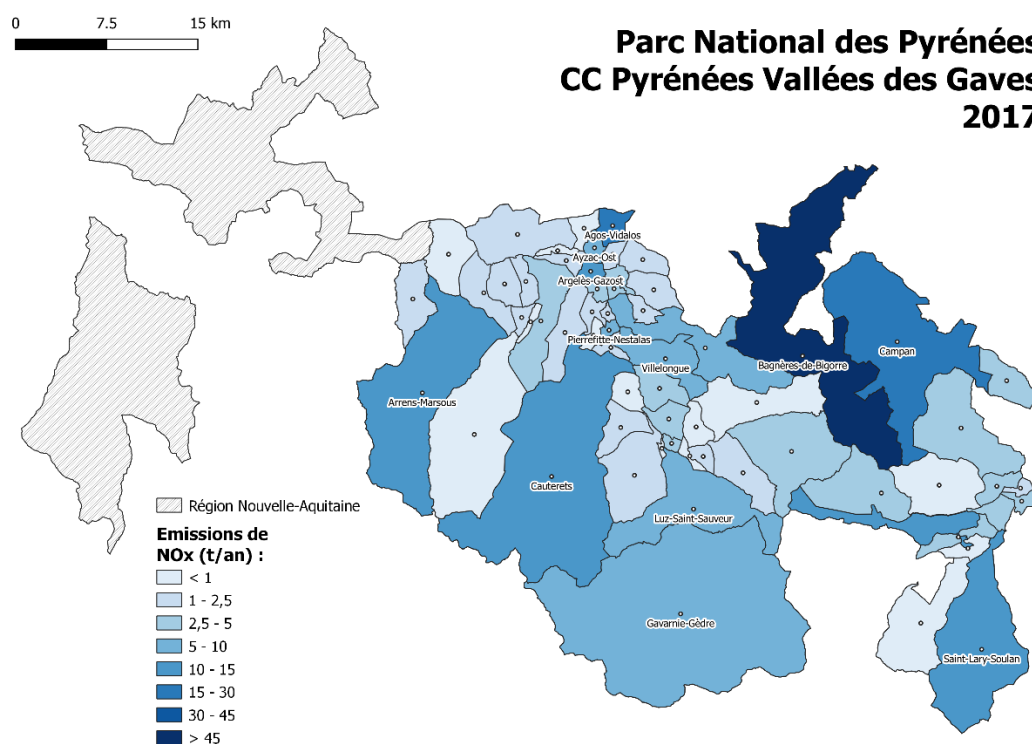 0 7.5 15 km
Parc National des Pyrénées
CC Pyrénées Vallées des Gaves
2017
Agos-Vidalos
Ayzac-Ost
Argelès-Gazost
Pierrefitte-Nestalas
Villelongue
Bagnères-de-Bigorre
Campan
Arrens-Marsous
Cauterets
Luz-Saint-Sauveur
Gavarnie-Gèdre
Saint-Lary-Soulan
Région Nouvelle-Aquitaine
Emissions de
NOx (t/an) :
< 1
1 - 2,5
2,5 - 5
5 - 10
10 - 15
15 - 30
30 - 45
> 45